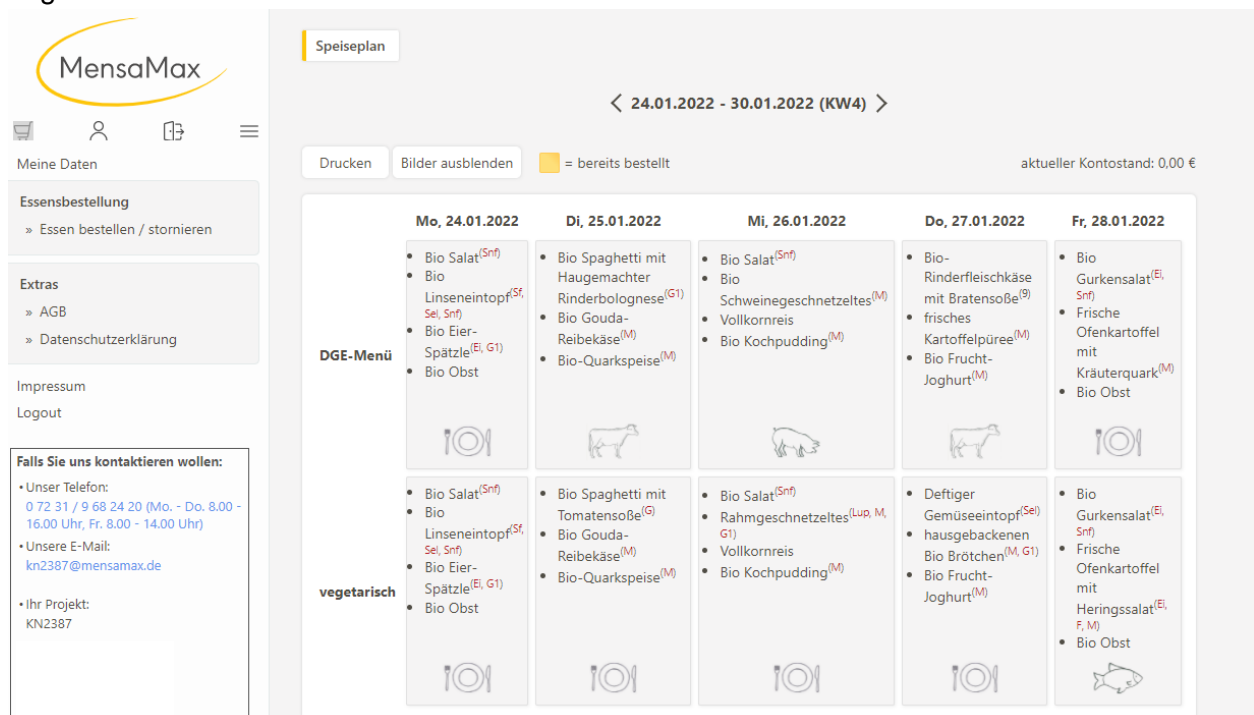 MensaMax
Meine Daten
Essensbestellung
» Essen bestellen / stornieren
Extras
» AGB
» Datenschutzerklärung
Impressum
Logout
Falls Sie uns kontaktieren wollen:
• Unser Telefon:
0 72 31 / 9 68 24 20 (Mo. - Do. 8.00 -
16.00 Uhr, Fr. 8.00 - 14.00 Uhr)
• Unsere E-Mail:
kn2387@mensamax.de
• Ihr Projekt:
KN2387
Speiseplan
24.01.2022 - 30.01.2022 (KW4)
Drucken
Bilder ausblenden
= bereits bestellt
aktueller Kontostand: 0,00 €
Mo, 24.01.2022
Di, 25.01.2022
Mi, 26.01.2022
Do, 27.01.2022
Fr, 28.01.2022
DGE-Menü
• Bio Salat(Snf)
• Bio
Linseneintopf(Sf,
Sel, Snf)
• Bio Eier-
Spätzle(Ei, G1)
• Bio Obst
• Bio Spaghetti mit
Haugemachter
Rinderbolognese(G1)
• Bio Gouda-
Reibekäse(M)
• Bio-Quarkspeise(M)
• Bio Salat(Snf)
• Bio
Schweinegeschnetzeltes(M)
• Vollkornreis
• Bio Kochpudding(M)
• Bio-
Rinderfleischkäse
mit Bratensoße(9)
• frisches
Kartoffelpüree(M)
• Bio Frucht-
Joghurt(M)
• Bio
Gurkensalat(Ei,
Snf)
• Frische
Ofenkartoffel
mit
Kräuterquark(M)
• Bio Obst
vegetarisch
• Bio Salat(Snf)
• Bio
Linseneintopf(Sf,
Sel, Snf)
• Bio Eier-
Spätzle(Ei, G1)
• Bio Obst
• Bio Spaghetti mit
Tomatensoße(G)
• Bio Gouda-
Reibekäse(M)
• Bio-Quarkspeise(M)
• Bio Salat(Snf)
• Rahmgeschnetzeltes(Lup, M,
G1)
• Vollkornreis
• Bio Kochpudding(M)
• Deftiger
Gemüseeintopf(Sel)
• hausgebackenen
Bio Brötchen(M, G1)
• Bio Frucht-
Joghurt(M)
• Bio
Gurkensalat(Ei,
Snf)
• Frische
Ofenkartoffel
mit
Heringssalat(Ei,
F, M)
• Bio Obst